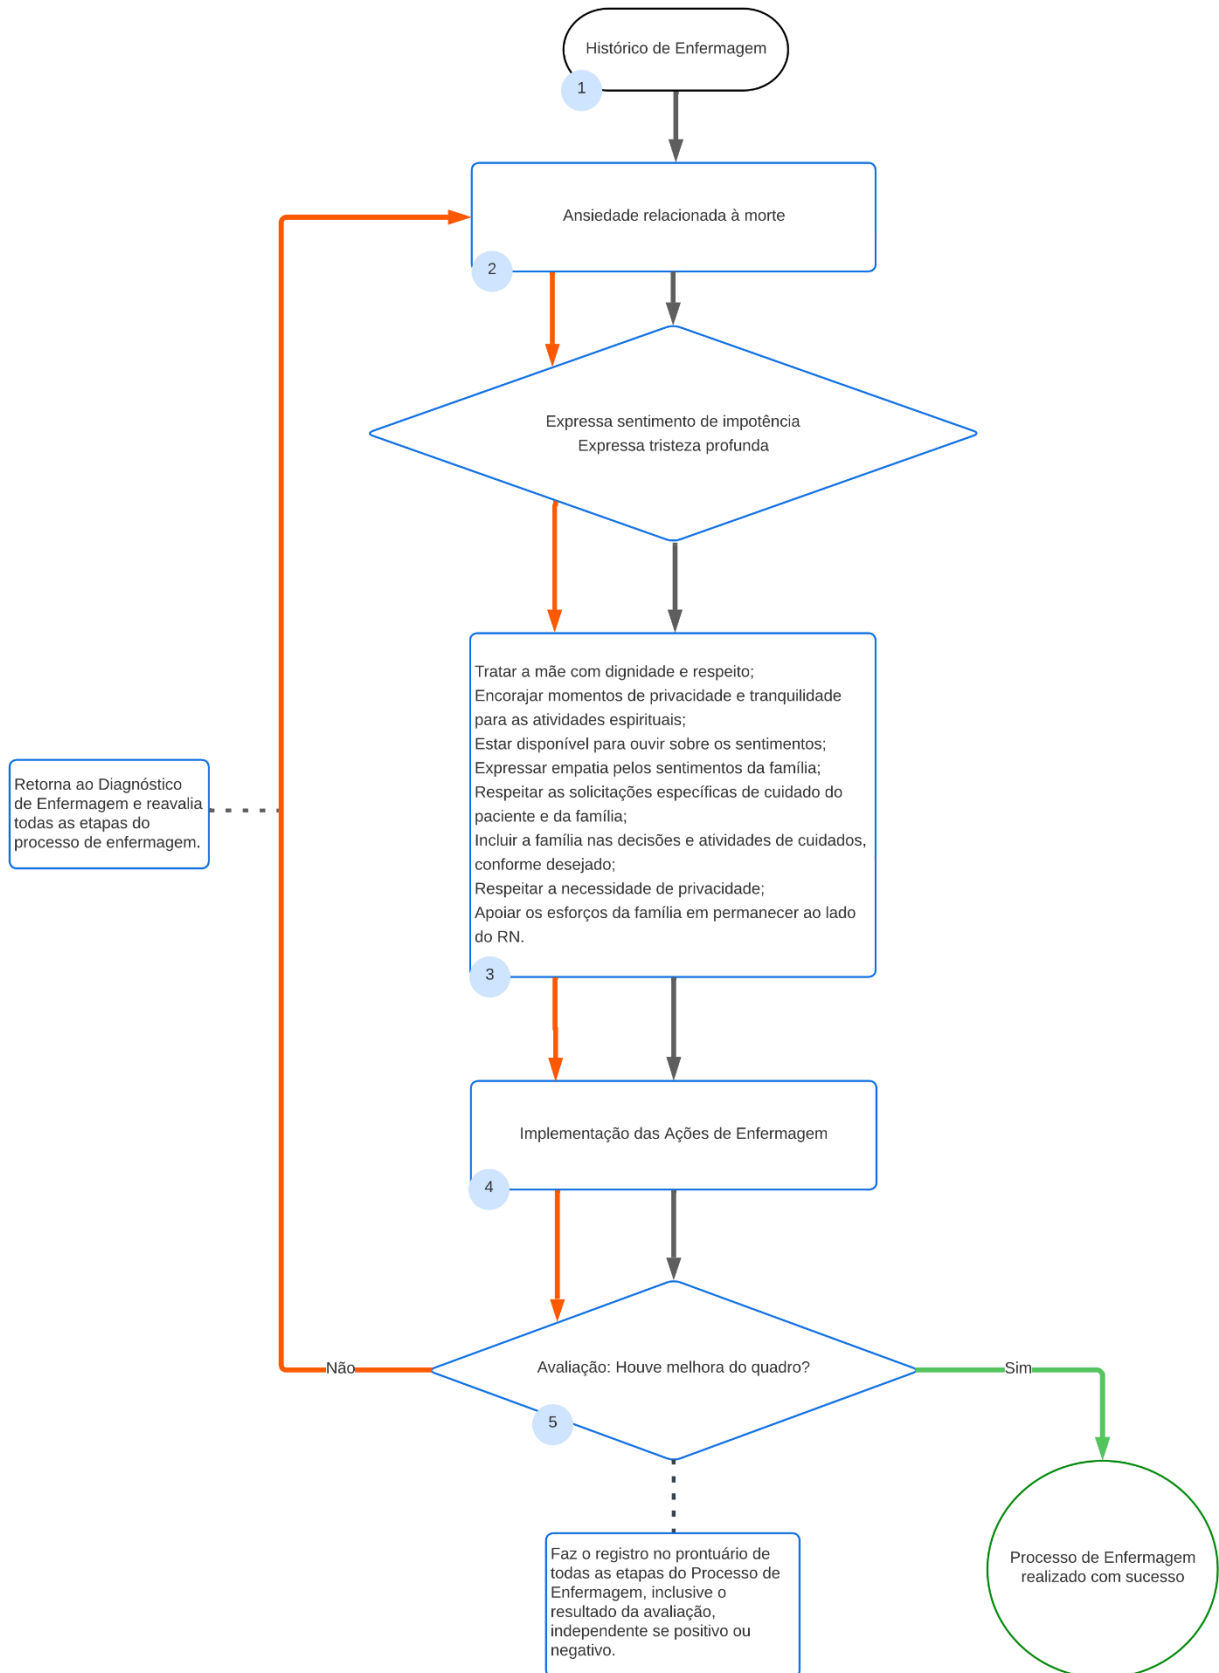 Histórico de Enfermagem
1
Ansiedade relacionada à morte
2
Expressa sentimento de impotência
Expressa tristeza profunda
Tratar a mãe com dignidade e respeito;
Encorajar momentos de privacidade e tranquilidade
para as atividades espirituais;
Estar disponível para ouvir sobre os sentimentos;
Expressar empatia pelos sentimentos da família;
Respeitar as solicitações específicas de cuidado do
paciente e da família;
Incluir a família nas decisões e atividades de cuidados,
conforme desejado;
Respeitar a necessidade de privacidade;
Apoiar os esforços da família em permanecer ao lado
do RN.
3
Retorna ao Diagnóstico
de Enfermagem e reavalia
todas as etapas do
processo de enfermagem.
Implementação das Ações de Enfermagem
4
Não
Avaliação: Houve melhora do quadro?
Sim
5
Faz o registro no prontuário de
todas as etapas do Processo de
Enfermagem, inclusive o
resultado da avaliação,
independente se positivo ou
negativo.
Processo de Enfermagem
realizado com sucesso